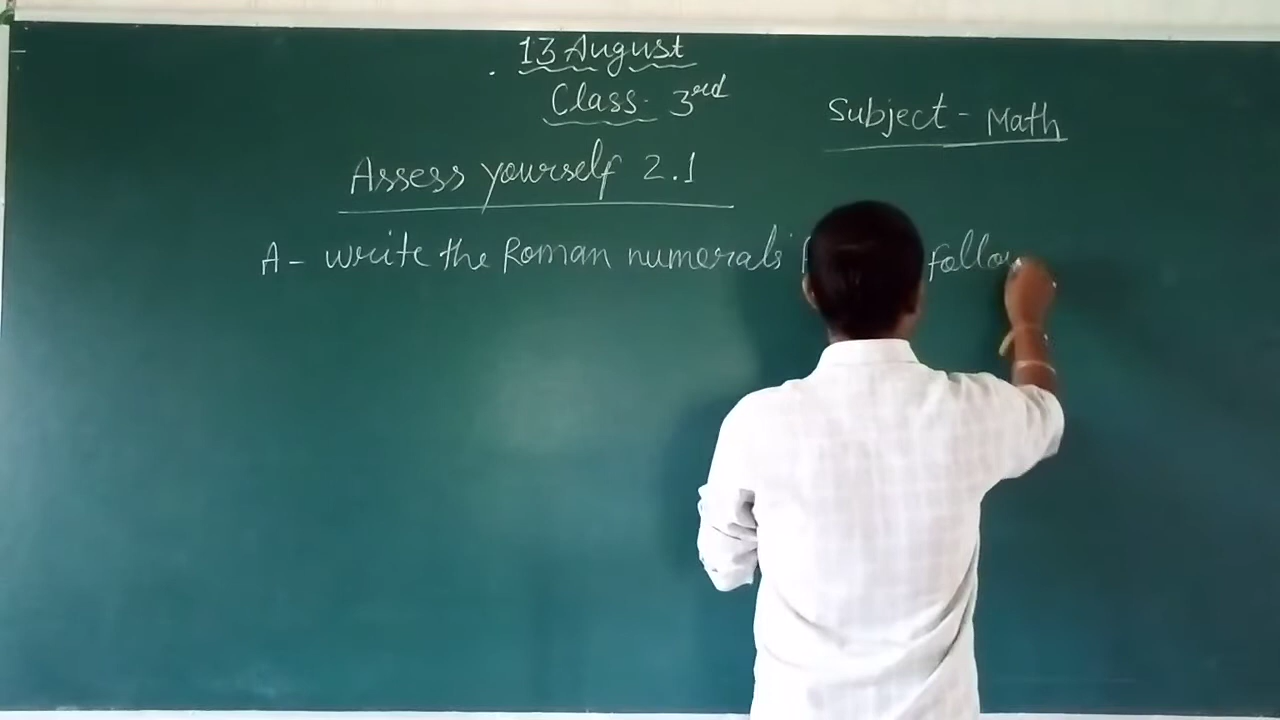 13 August
Class- 3rd
Subject - Math
Assess yourself 2.1
A - write the Roman numerals